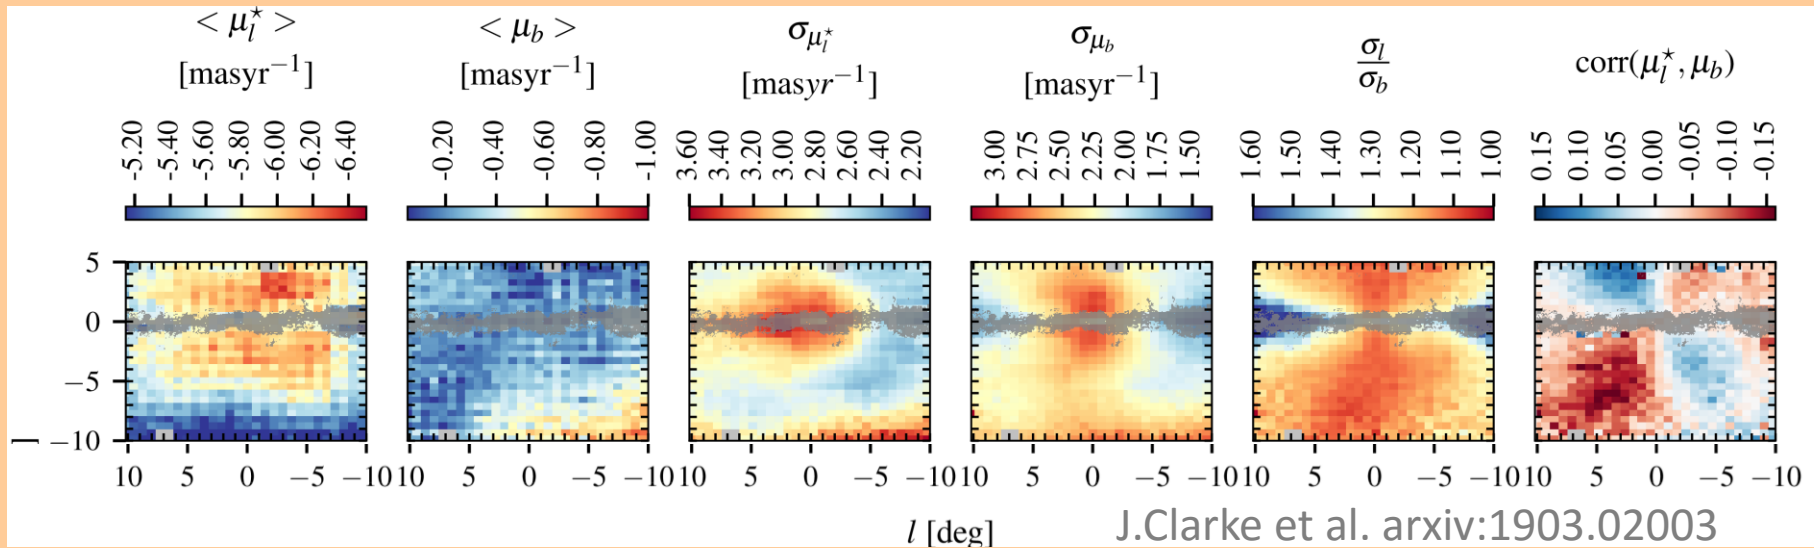 < μ_l^⋆ >
[masyr⁻¹]
-5.20 -5.40 -5.60 -5.80 -6.00 -6.20 -6.40
< μ_b >
[masyr⁻¹]
-0.20 -0.40 -0.60 -0.80 -1.00
σ_{μ_l^⋆}
[masyr⁻¹]
3.60 3.40 3.20 3.00 2.80 2.60 2.40 2.20
σ_{μ_b}
[masyr⁻¹]
3.00 2.75 2.50 2.25 2.00 1.75 1.50
σ_l
σ_b
1.60 1.50 1.40 1.30 1.20 1.10 1.00
corr(μ_l^⋆, μ_b)
0.15 0.10 0.05 0.00 -0.05 -0.10 -0.15
5
0
−5
−10
10 5 0 −5 −10
10 5 0 −5 −10
10 5 0 −5 −10
10 5 0 −5 −10
10 5 0 −5 −10
10 5 0 −5 −10
l [deg]
J.Clarke et al. arxiv:1903.02003